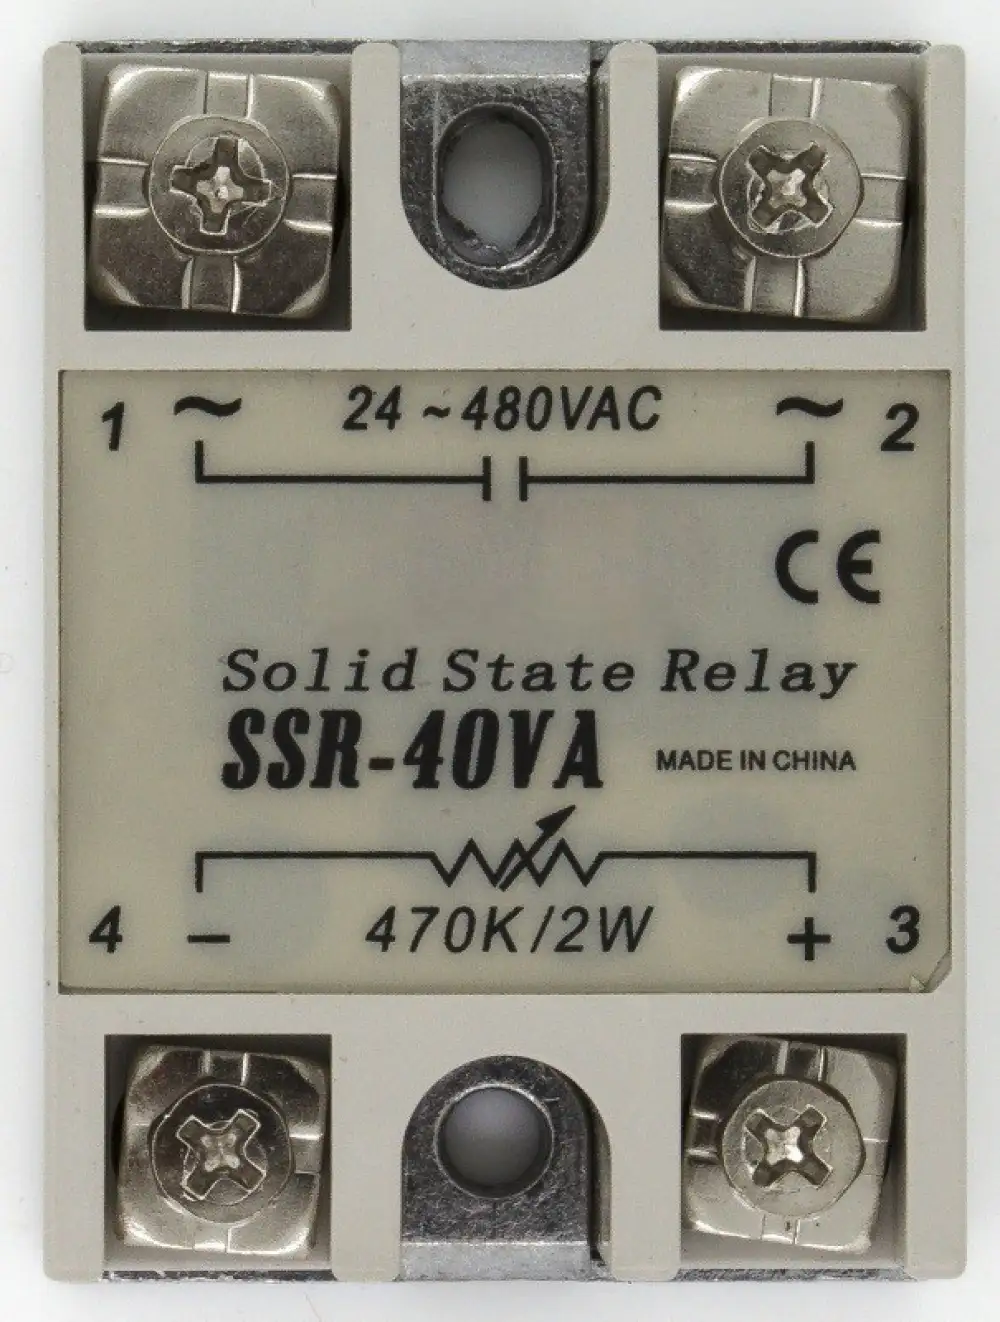 1 ~ 24 ~480VAC ~ 2
CE
Solid State Relay
SSR-40VA MADE IN CHINA
4 − 470K/2W + 3